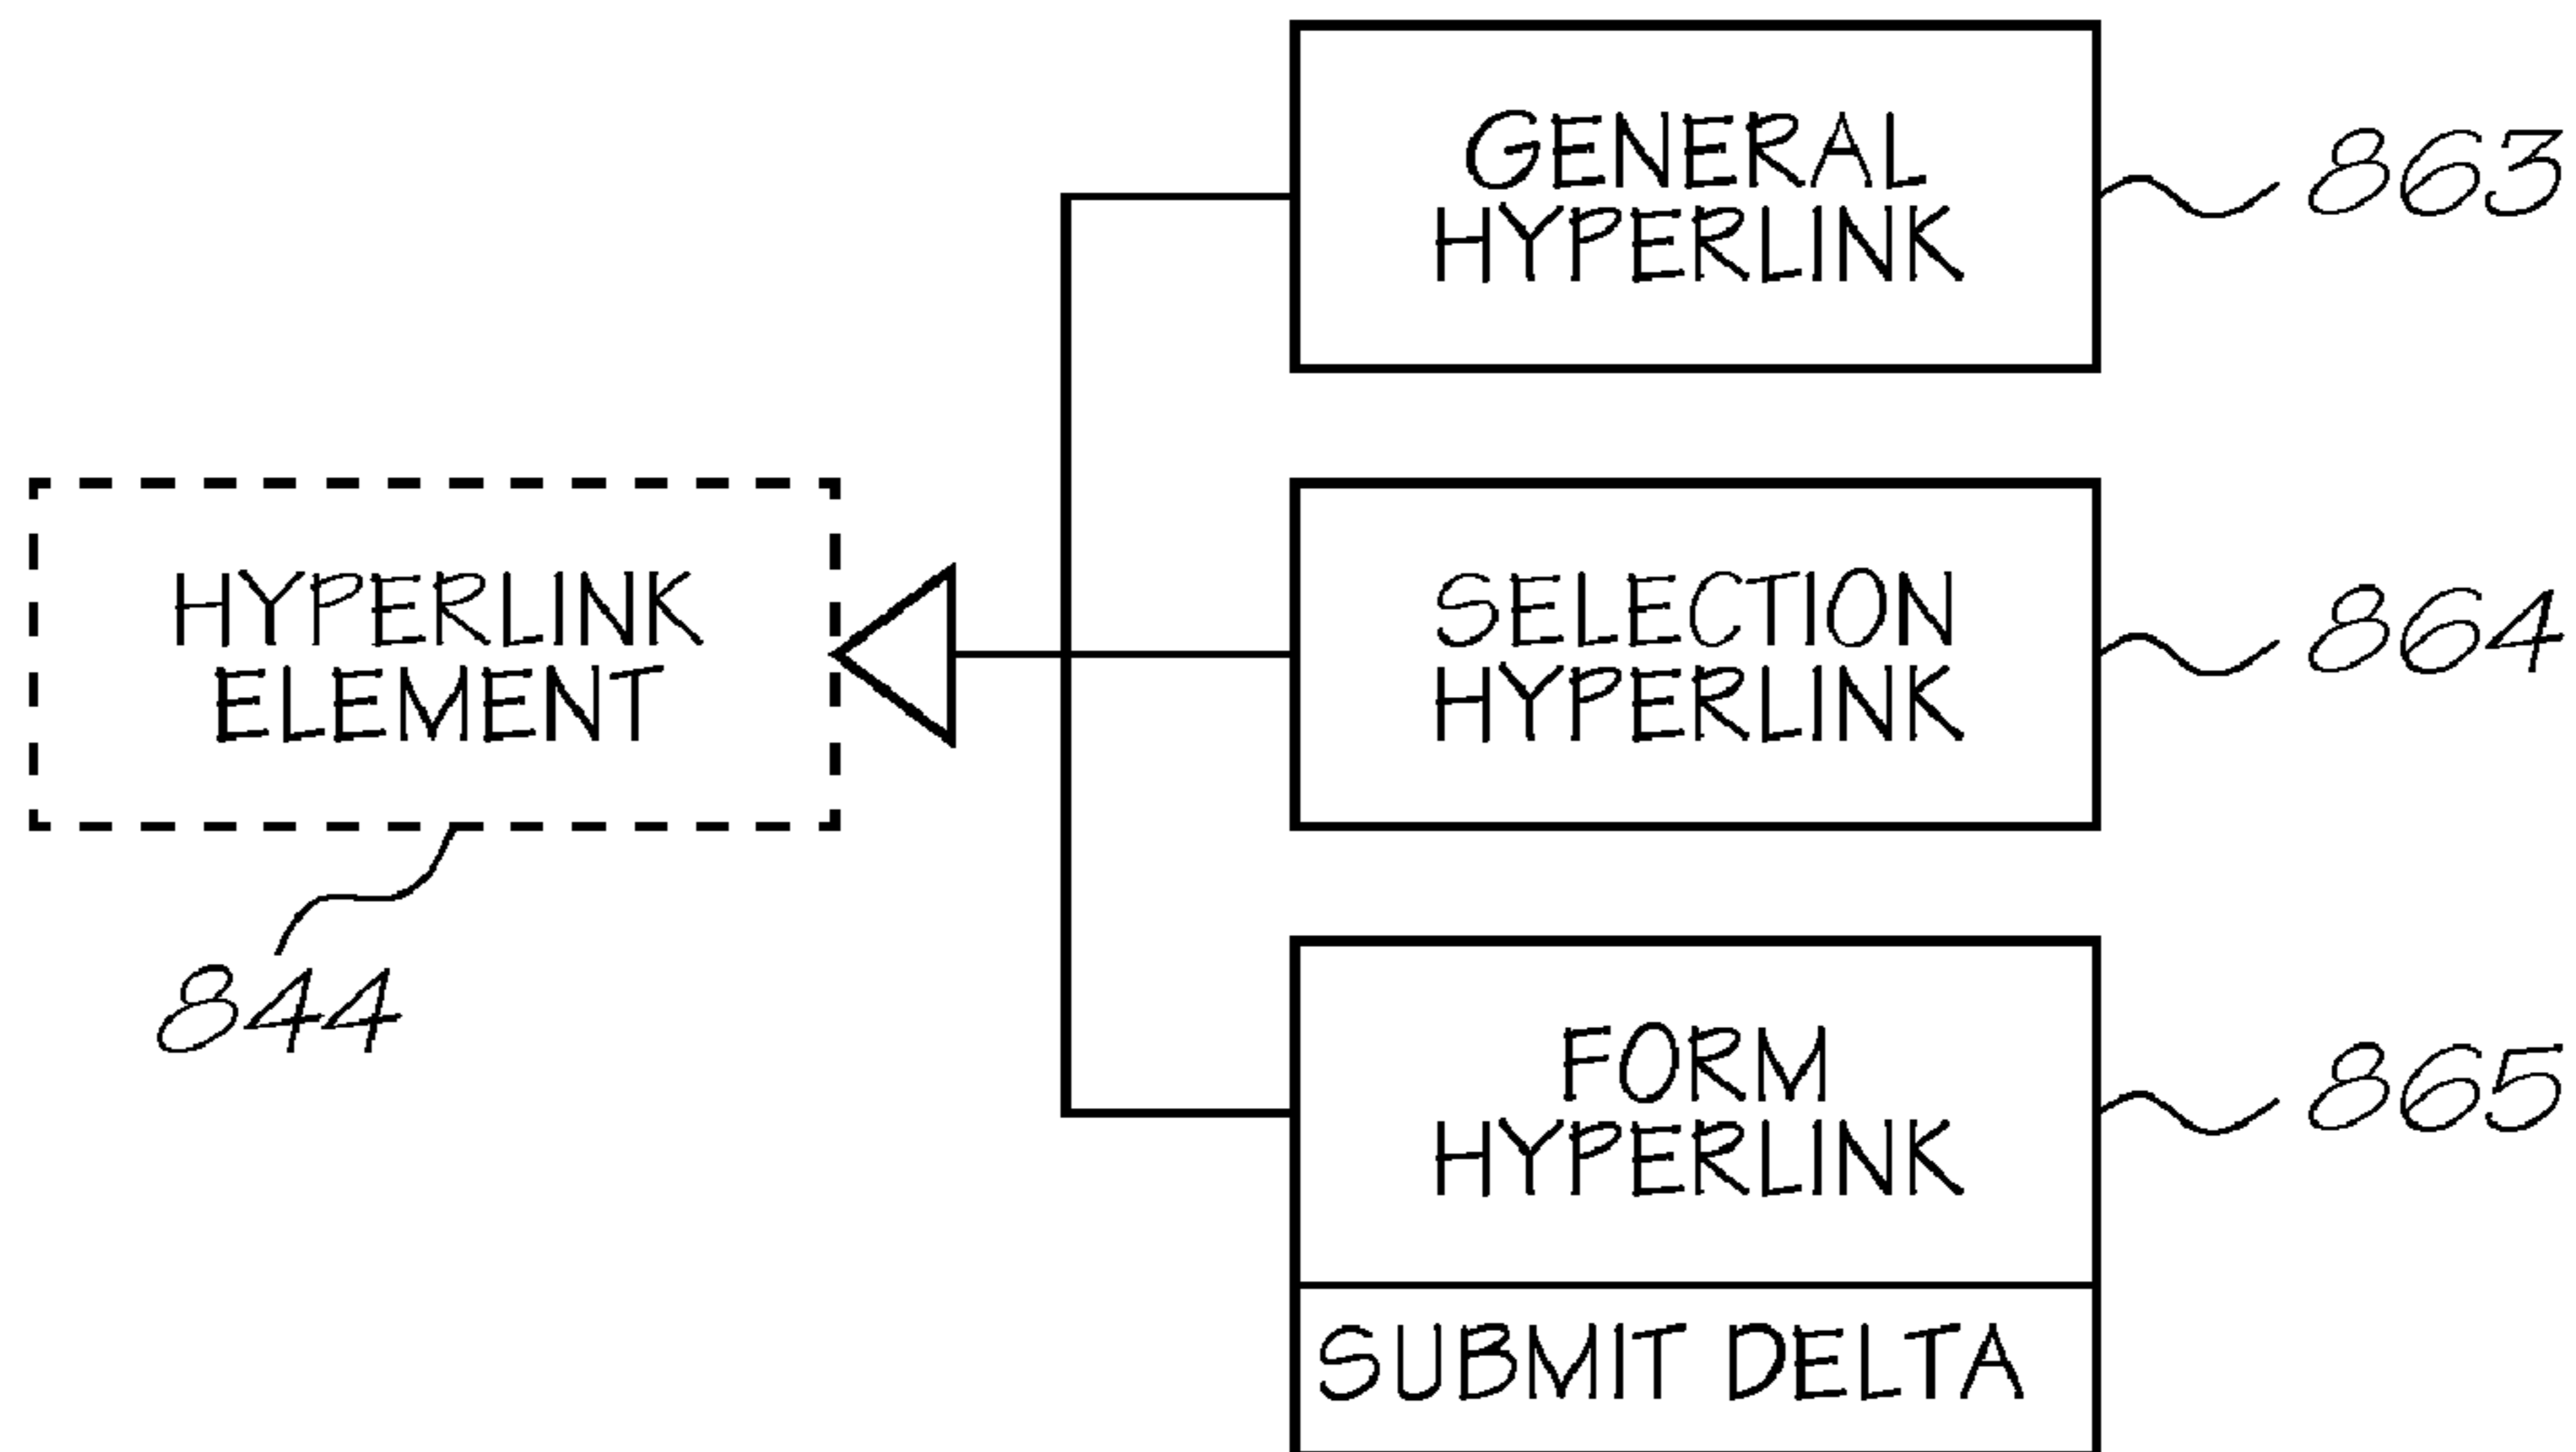 GENERAL
HYPERLINK
863
HYPERLINK
ELEMENT
844
SELECTION
HYPERLINK
864
FORM
HYPERLINK
865
SUBMIT DELTA